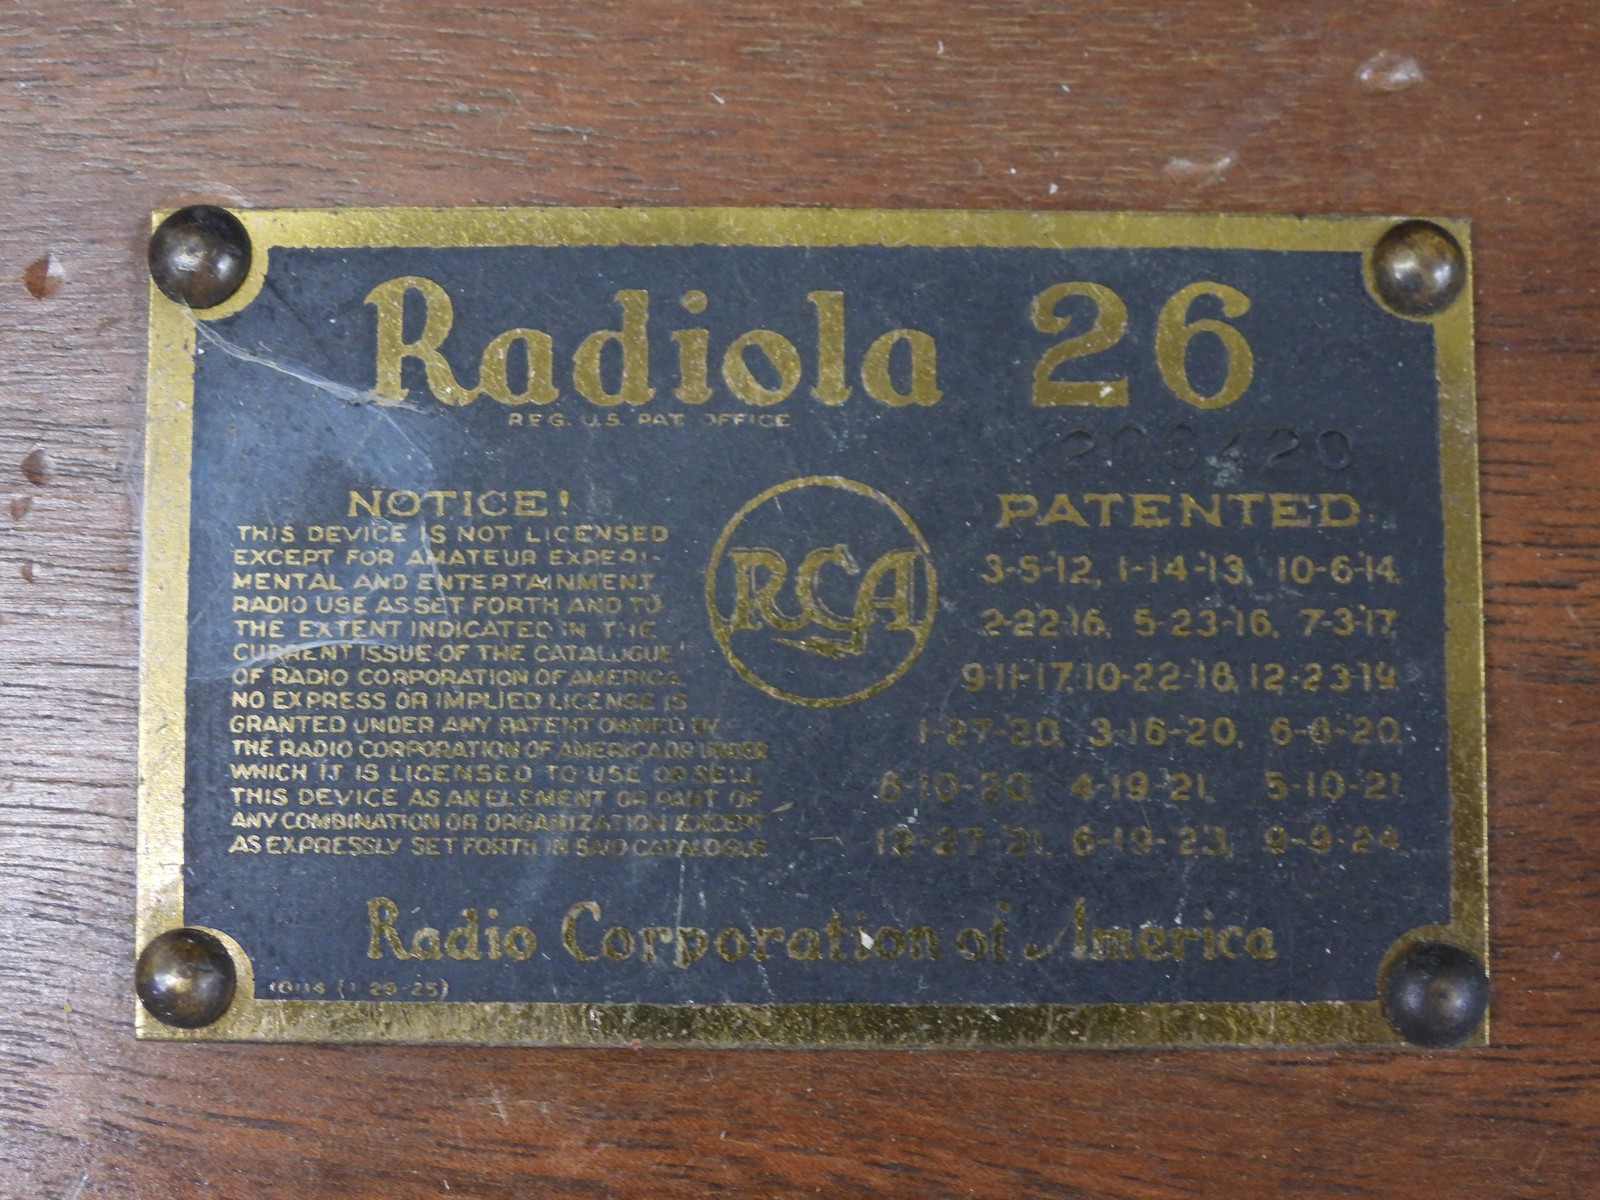 Radiola 26
REG. U.S. PAT. OFFICE
200420
NOTICE!
THIS DEVICE IS NOT LICENSED
EXCEPT FOR AMATEUR EXPERI-
MENTAL AND ENTERTAINMENT
RADIO USE AS SET FORTH AND TO
THE EXTENT INDICATED IN THE
CURRENT ISSUE OF THE CATALOGUE
OF RADIO CORPORATION OF AMERICA.
NO EXPRESS OR IMPLIED LICENSE IS
GRANTED UNDER ANY PATENT OWNED BY
THE RADIO CORPORATION OF AMERICA OR UNDER
WHICH IT IS LICENSED TO USE OR SELL
THIS DEVICE AS AN ELEMENT OR PART OF
ANY COMBINATION OR ORGANIZATION EXCEPT
AS EXPRESSLY SET FORTH IN SAID CATALOGUE
RCA
PATENTED
3-5-'12, 1-14-'13, 10-6-'14,
2-22-'16, 5-23-'16, 7-3-'17,
9-11-'17, 10-22-'18, 12-23-'19,
1-27-'20, 3-16-'20, 6-8-'20,
8-10-'20, 4-19-'21, 5-10-'21,
12-27-'21, 6-19-'23, 9-9-'24
Radio Corporation of America
(1-29-25)